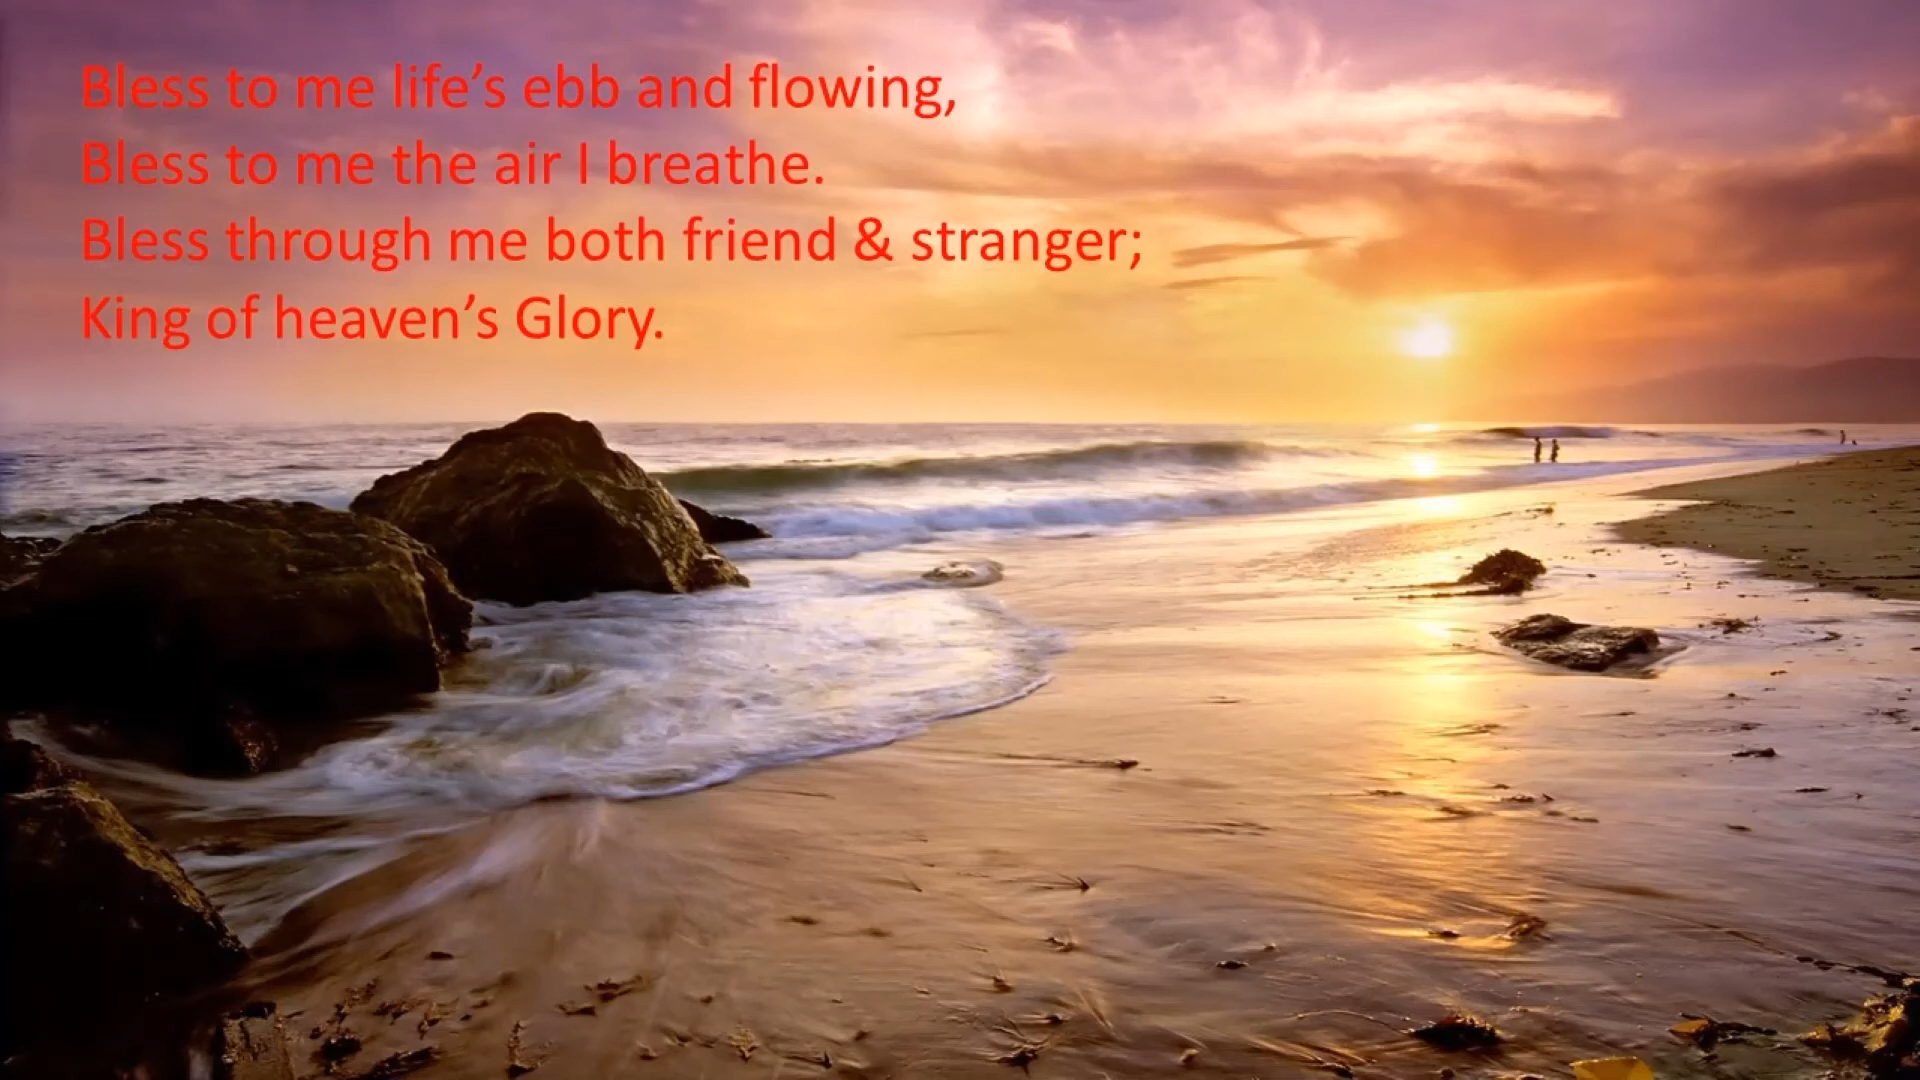 Bless to me life’s ebb and flowing,
Bless to me the air I breathe.
Bless through me both friend & stranger;
King of heaven’s Glory.